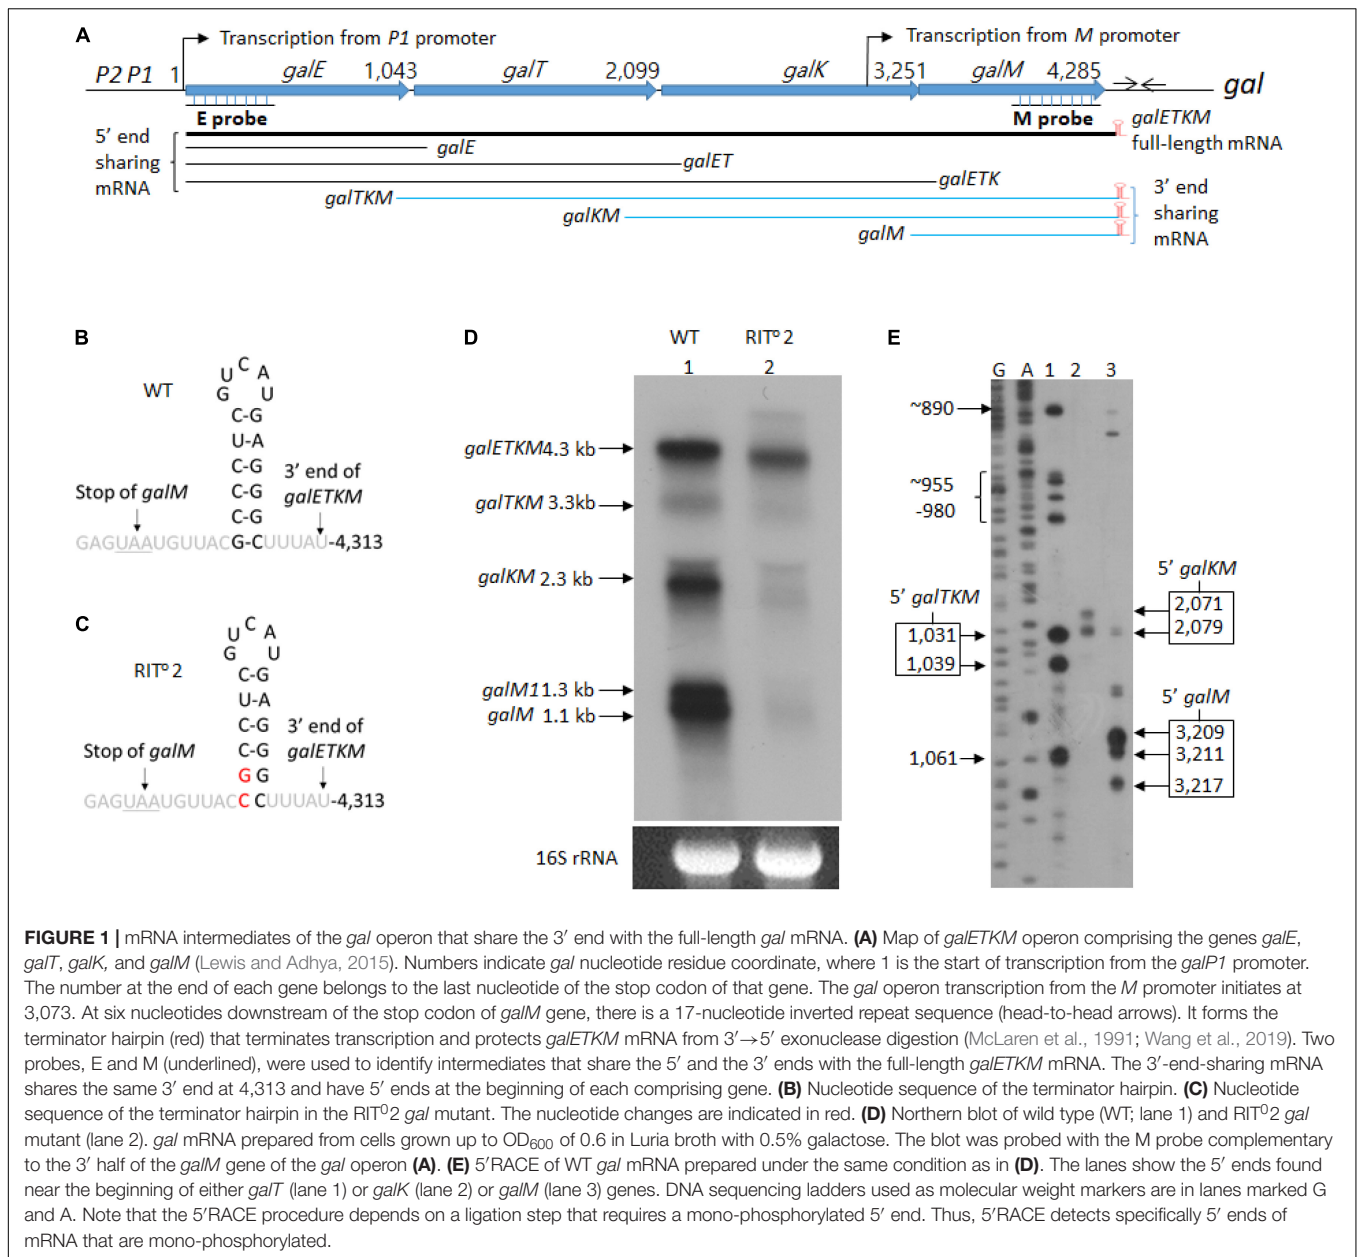 A
Transcription from P1 promoter
Transcription from M promoter
P2 P1 1 galE 1,043 galT 2,099 galK 3,251 galM 4,285 gal
E probe
M probe
5′ end
sharing
mRNA
galETKM
full-length mRNA
galE
galET
galETK
galTKM
galKM
galM
3′ end
sharing
mRNA
B
WT
U C A
G U
C-G
U-A
C-G
C-G
C-G
Stop of galM
3′ end of
galETKM
GAGUAAUGUUACG-CUUUAU-4,313
C
RITº 2
U C A
G U
C-G
U-A
C-G
C-G
G G
Stop of galM
3′ end of
galETKM
GAGUAAUGUUACC CUUUAU-4,313
D
WT RITº 2
1 2
galETKM4.3 kb
galTKM 3.3kb
galKM 2.3 kb
galM11.3 kb
galM 1.1 kb
16S rRNA
E
G A 1 2 3
~890
~955
-980
5′ galTKM
1,031
1,039
1,061
5′ galKM
2,071
2,079
5′ galM
3,209
3,211
3,217
FIGURE 1 | mRNA intermediates of the gal operon that share the 3′ end with the full-length gal mRNA. (A) Map of galETKM operon comprising the genes galE,
galT, galK, and galM (Lewis and Adhya, 2015). Numbers indicate gal nucleotide residue coordinate, where 1 is the start of transcription from the galP1 promoter.
The number at the end of each gene belongs to the last nucleotide of the stop codon of that gene. The gal operon transcription from the M promoter initiates at
3,073. At six nucleotides downstream of the stop codon of galM gene, there is a 17-nucleotide inverted repeat sequence (head-to-head arrows). It forms the
terminator hairpin (red) that terminates transcription and protects galETKM mRNA from 3′→5′ exonuclease digestion (McLaren et al., 1991; Wang et al., 2019). Two
probes, E and M (underlined), were used to identify intermediates that share the 5′ and the 3′ ends with the full-length galETKM mRNA. The 3′-end-sharing mRNA
shares the same 3′ end at 4,313 and have 5′ ends at the beginning of each comprising gene. (B) Nucleotide sequence of the terminator hairpin. (C) Nucleotide
sequence of the terminator hairpin in the RIT⁰2 gal mutant. The nucleotide changes are indicated in red. (D) Northern blot of wild type (WT; lane 1) and RIT⁰2 gal
mutant (lane 2). gal mRNA prepared from cells grown up to OD₆₀₀ of 0.6 in Luria broth with 0.5% galactose. The blot was probed with the M probe complementary
to the 3′ half of the galM gene of the gal operon (A). (E) 5′RACE of WT gal mRNA prepared under the same condition as in (D). The lanes show the 5′ ends found
near the beginning of either galT (lane 1) or galK (lane 2) or galM (lane 3) genes. DNA sequencing ladders used as molecular weight markers are in lanes marked G
and A. Note that the 5′RACE procedure depends on a ligation step that requires a mono-phosphorylated 5′ end. Thus, 5′RACE detects specifically 5′ ends of
mRNA that are mono-phosphorylated.